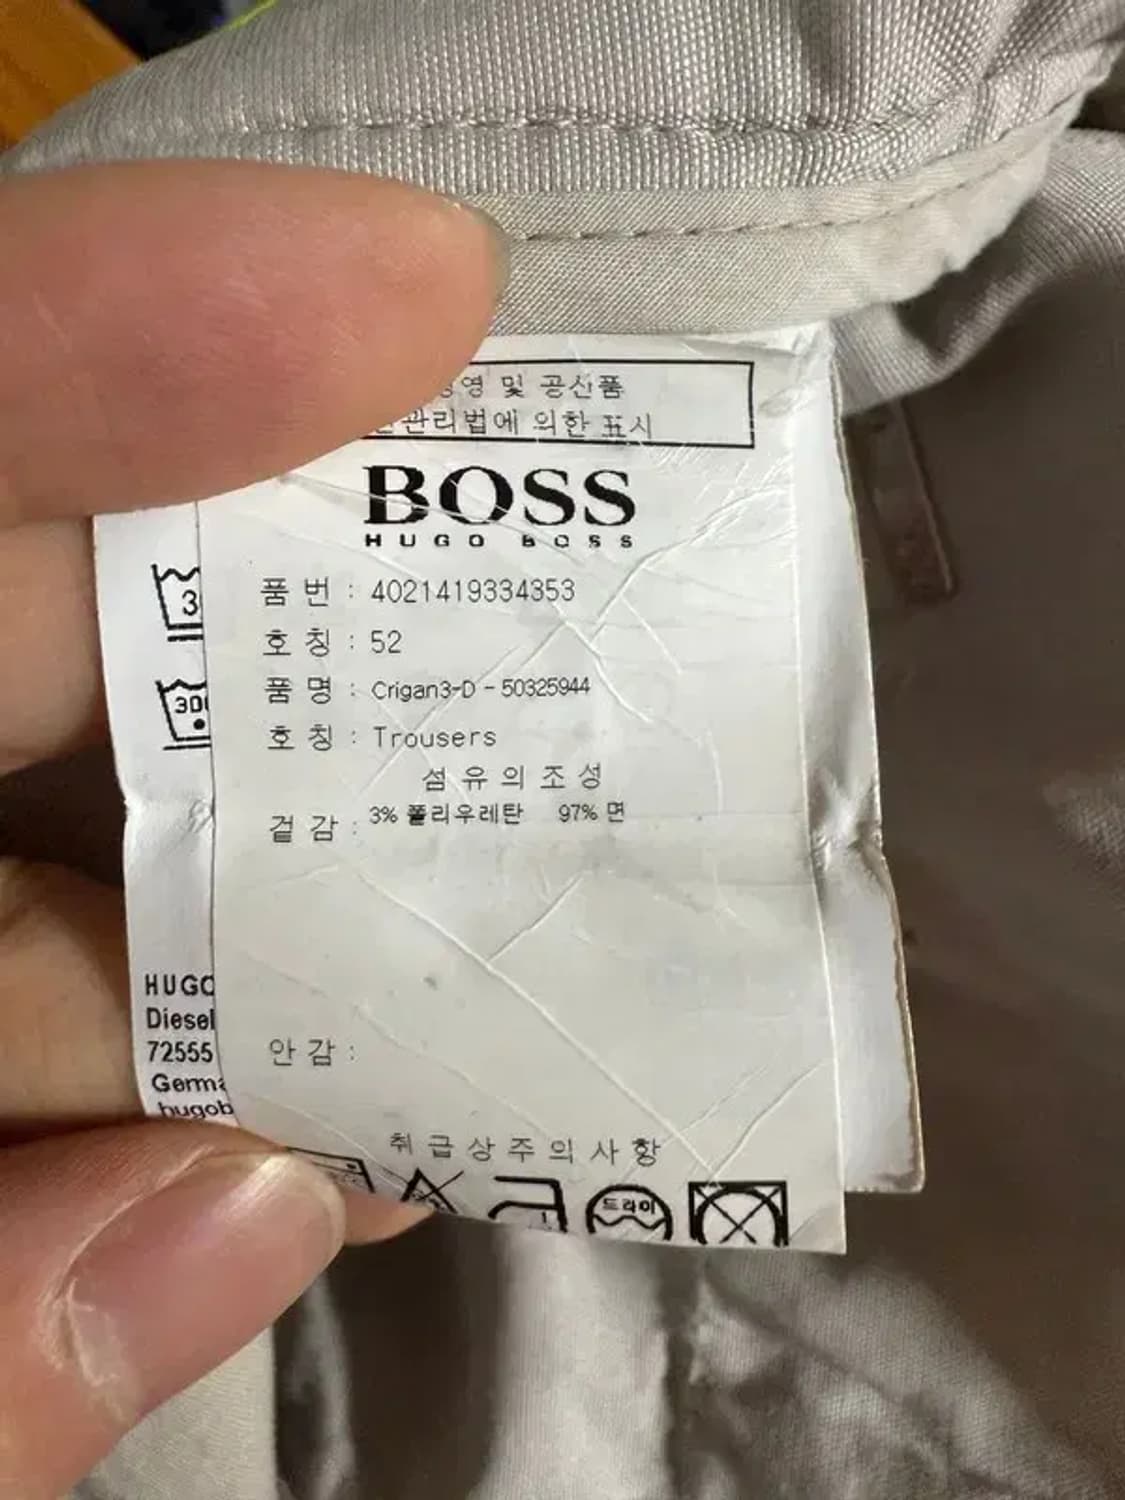 및 공산품
관리법에 의한 표시
BOSS
HUGO BOSS
품 번 : 4021419334353
호 칭 : 52
품 명 : Crigan3-D - 50325944
호 칭 : Trousers
섬 유 의 조 성
겉 감 : 3% 폴리우레탄 97% 면
안 감 :
취 급 상 주 의 사 항
드라이
30
HUGO
Diesel
72555
Germa
hugob